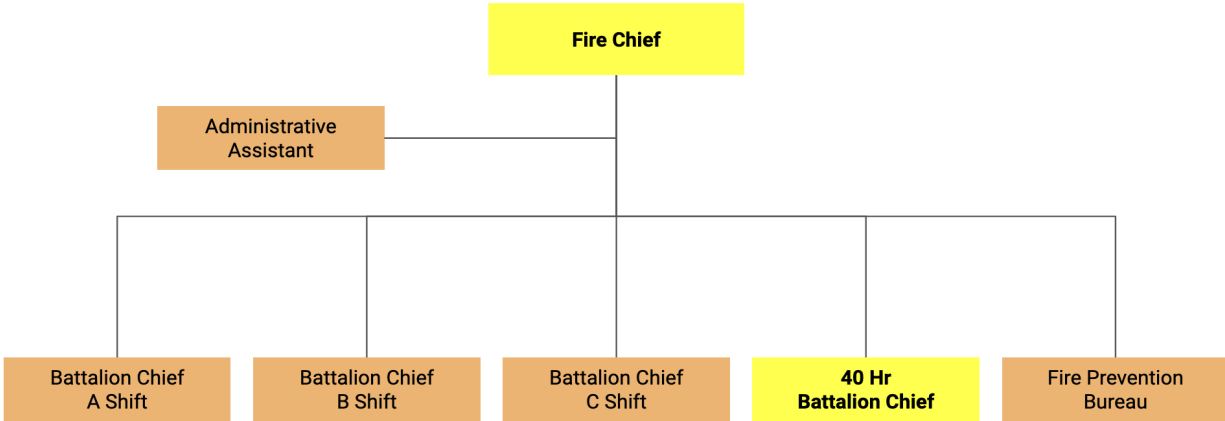 Fire Chief
Administrative
Assistant
Battalion Chief
A Shift
Battalion Chief
B Shift
Battalion Chief
C Shift
40 Hr
Battalion Chief
Fire Prevention
Bureau